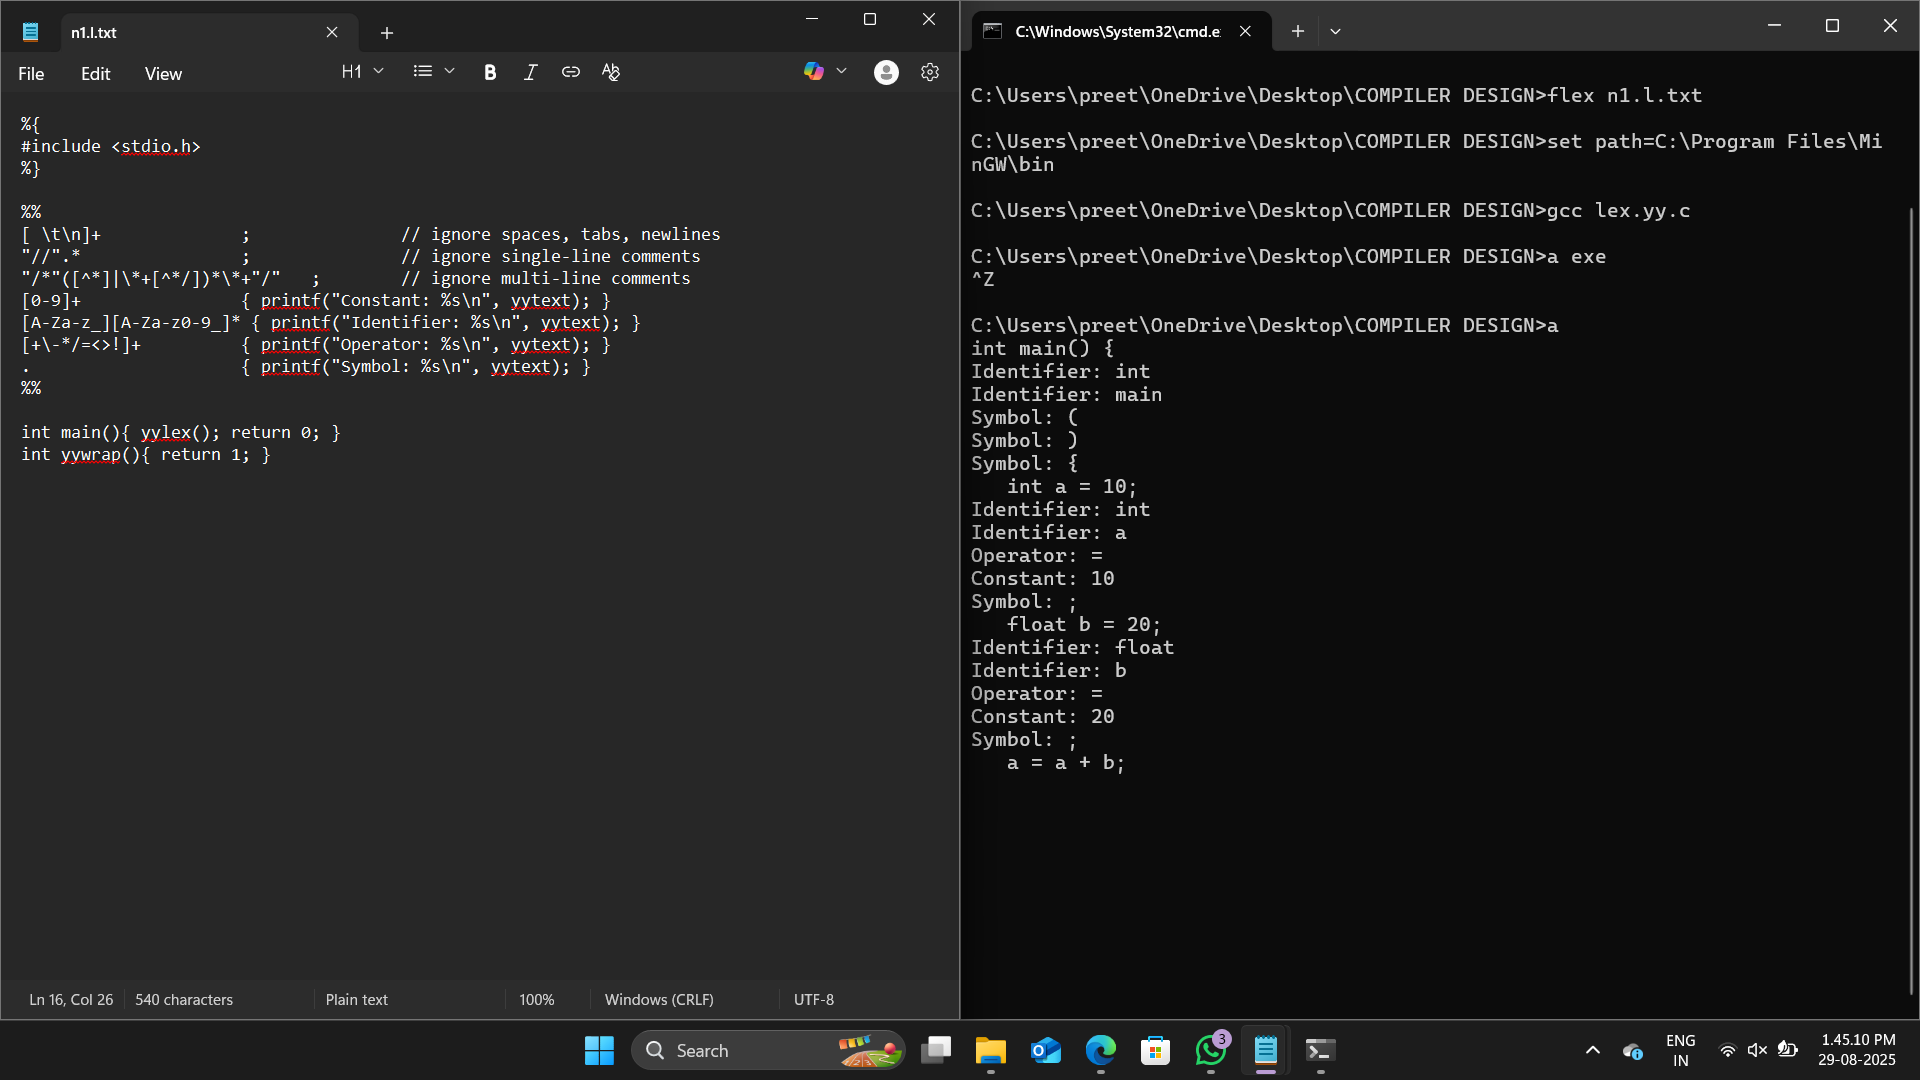 n1.l.txt
File Edit View H1
%{
#include <stdio.h>
%}
%%
[ \t\n]+ ; // ignore spaces, tabs, newlines
"//".* ; // ignore single-line comments
"/*"([^*]|\*+[^*/])*\*+"/" ; // ignore multi-line comments
[0-9]+ { printf("Constant: %s\n", yytext); }
[A-Za-z_][A-Za-z0-9_]* { printf("Identifier: %s\n", yytext); }
[+\-*/=<>!]+ { printf("Operator: %s\n", yytext); }
. { printf("Symbol: %s\n", yytext); }
%%
int main(){ yylex(); return 0; }
int yywrap(){ return 1; }
Ln 16, Col 26 540 characters Plain text 100% Windows (CRLF) UTF-8
C:\Windows\System32\cmd.e
C:\Users\preet\OneDrive\Desktop\COMPILER DESIGN>flex n1.l.txt
C:\Users\preet\OneDrive\Desktop\COMPILER DESIGN>set path=C:\Program Files\Mi
nGW\bin
C:\Users\preet\OneDrive\Desktop\COMPILER DESIGN>gcc lex.yy.c
C:\Users\preet\OneDrive\Desktop\COMPILER DESIGN>a exe
^Z
C:\Users\preet\OneDrive\Desktop\COMPILER DESIGN>a
int main() {
Identifier: int
Identifier: main
Symbol: (
Symbol: )
Symbol: {
int a = 10;
Identifier: int
Identifier: a
Operator: =
Constant: 10
Symbol: ;
float b = 20;
Identifier: float
Identifier: b
Operator: =
Constant: 20
Symbol: ;
a = a + b;
Search
3
ENG
IN
1.45.10 PM
29-08-2025